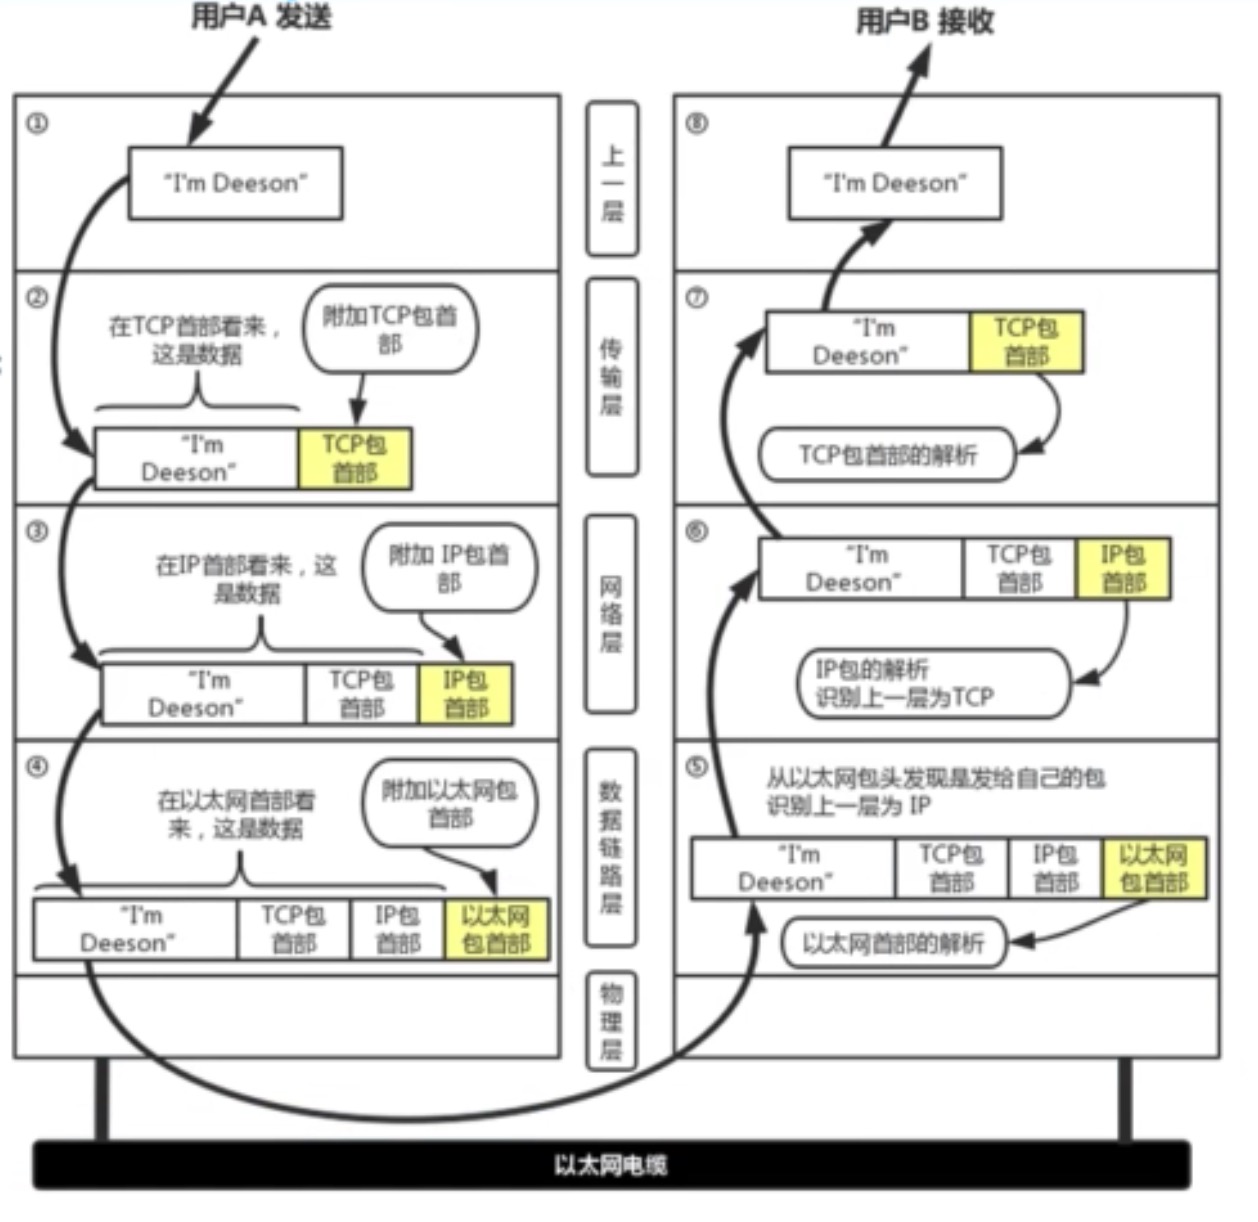 用户A 发送
用户B 接收
①
“I'm Deeson”
上一层
⑧
“I'm Deeson”
②
在TCP首部看来，
这是数据
附加TCP包首
部
“I'm
Deeson”
TCP包
首部
传输层
⑦
“I'm
Deeson”
TCP包
首部
TCP包首部的解析
③
在IP首部看来，这
是数据
附加 IP包首
部
“I'm
Deeson”
TCP包
首部
IP包
首部
网络层
⑥
“I'm
Deeson”
TCP包
首部
IP包
首部
IP包的解析
识别上一层为TCP
④
在以太网首部看
来，这是数据
附加以太网包
首部
“I'm
Deeson”
TCP包
首部
IP包
首部
以太网
包首部
数据链路层
⑤
从以太网包头发现是发给自己的包
识别上一层为 IP
“I'm
Deeson”
TCP包
首部
IP包
首部
以太网
包首部
以太网首部的解析
物理层
以太网电缆